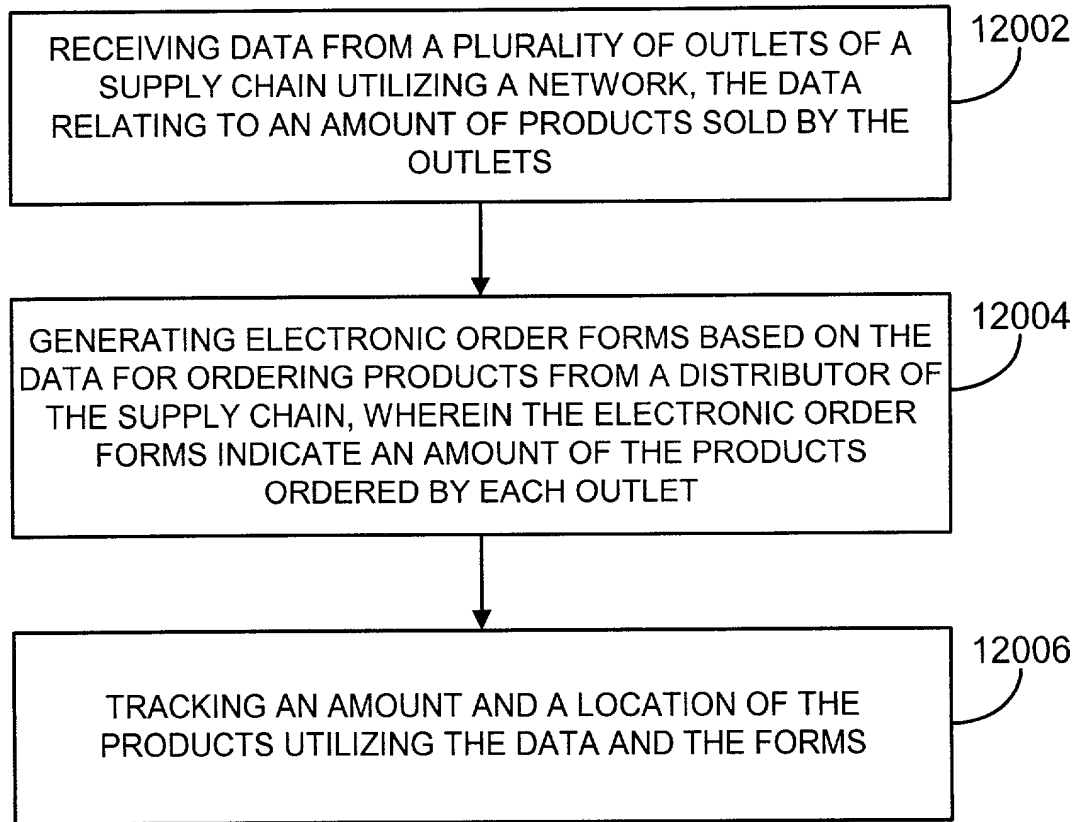 RECEIVING DATA FROM A PLURALITY OF OUTLETS OF A
SUPPLY CHAIN UTILIZING A NETWORK, THE DATA
RELATING TO AN AMOUNT OF PRODUCTS SOLD BY THE
OUTLETS
12002
GENERATING ELECTRONIC ORDER FORMS BASED ON THE
DATA FOR ORDERING PRODUCTS FROM A DISTRIBUTOR OF
THE SUPPLY CHAIN, WHEREIN THE ELECTRONIC ORDER
FORMS INDICATE AN AMOUNT OF THE PRODUCTS
ORDERED BY EACH OUTLET
12004
TRACKING AN AMOUNT AND A LOCATION OF THE
PRODUCTS UTILIZING THE DATA AND THE FORMS
12006